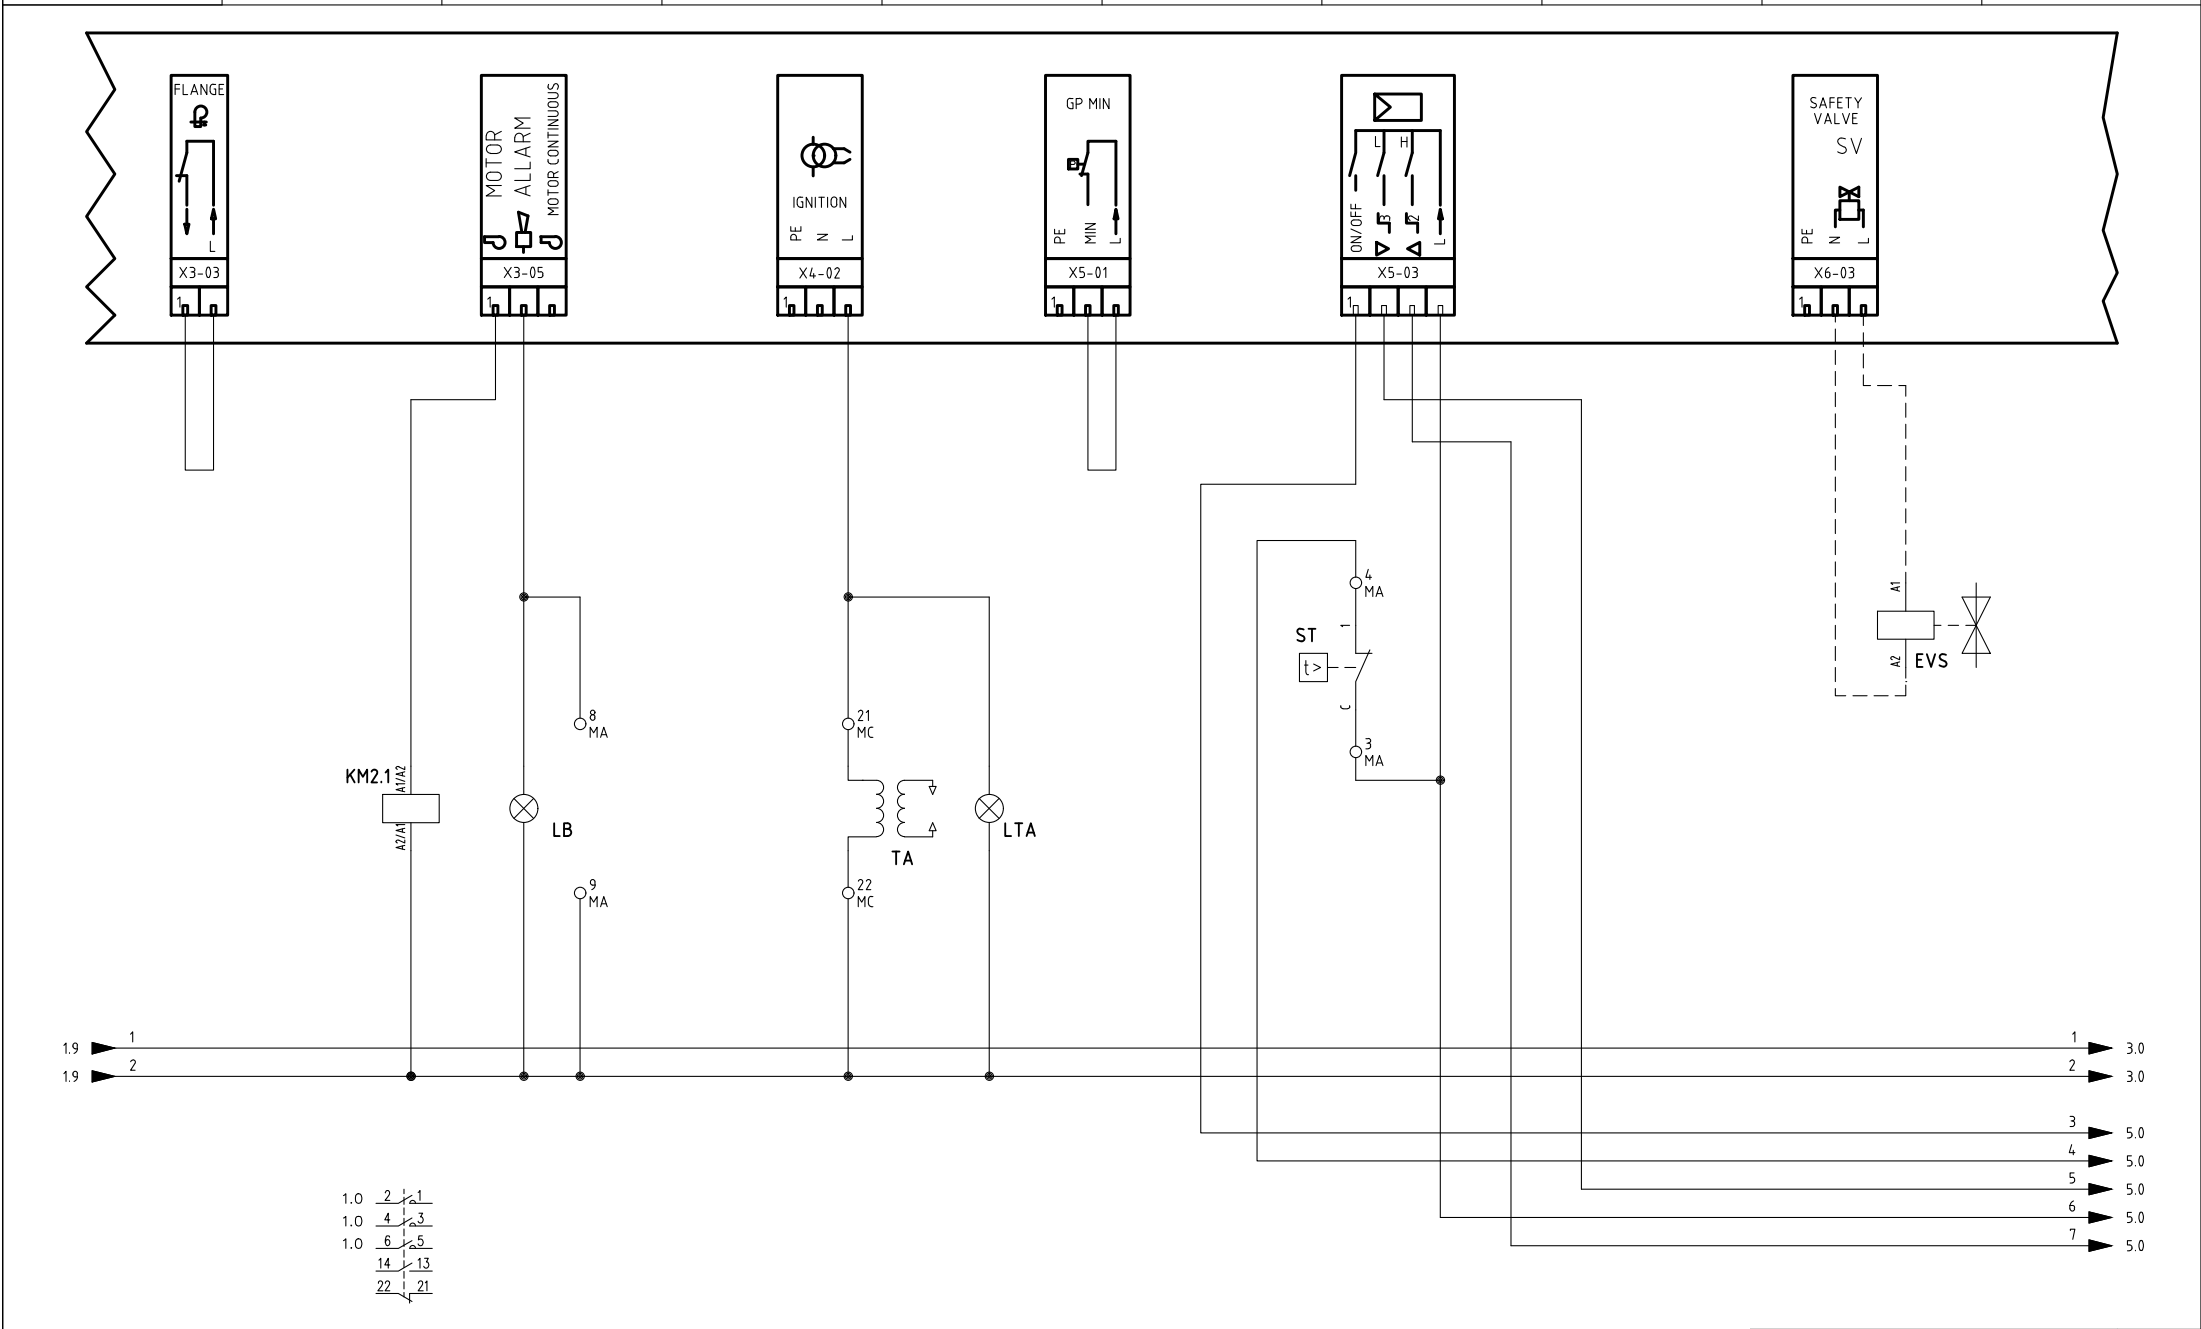 FLANGE
L
X3-03
1
MOTOR
ALLARM
MOTOR CONTINUOUS
X3-05
1
IGNITION
PE
N
L
X4-02
1
GP MIN
PE
MIN
L
X5-01
1
L
H
ON/OFF
3
2
L
X5-03
1
SAFETY
VALVE
SV
PE
N
L
X6-03
1
4
MA
1
ST
t>
C
3
MA
A1
A2
EVS
8
MA
KM2.1
A1/A2
A2/A1
LB
9
MA
21
MC
TA
LTA
22
MC
1.9
1
1
3.0
1.9
2
2
3.0
3
5.0
4
5.0
5
5.0
6
5.0
7
5.0
1.0 2 1
1.0 4 3
1.0 6 5
14 13
22 21